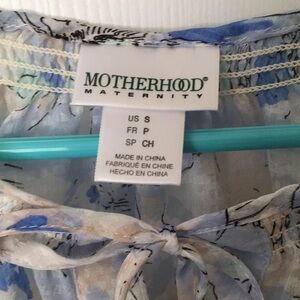 MOTHERHOOD®
MATERNITY
US S
FR P
SP CH
MADE IN CHINA
FABRIQUÉ EN CHINE
HECHO EN CHINA